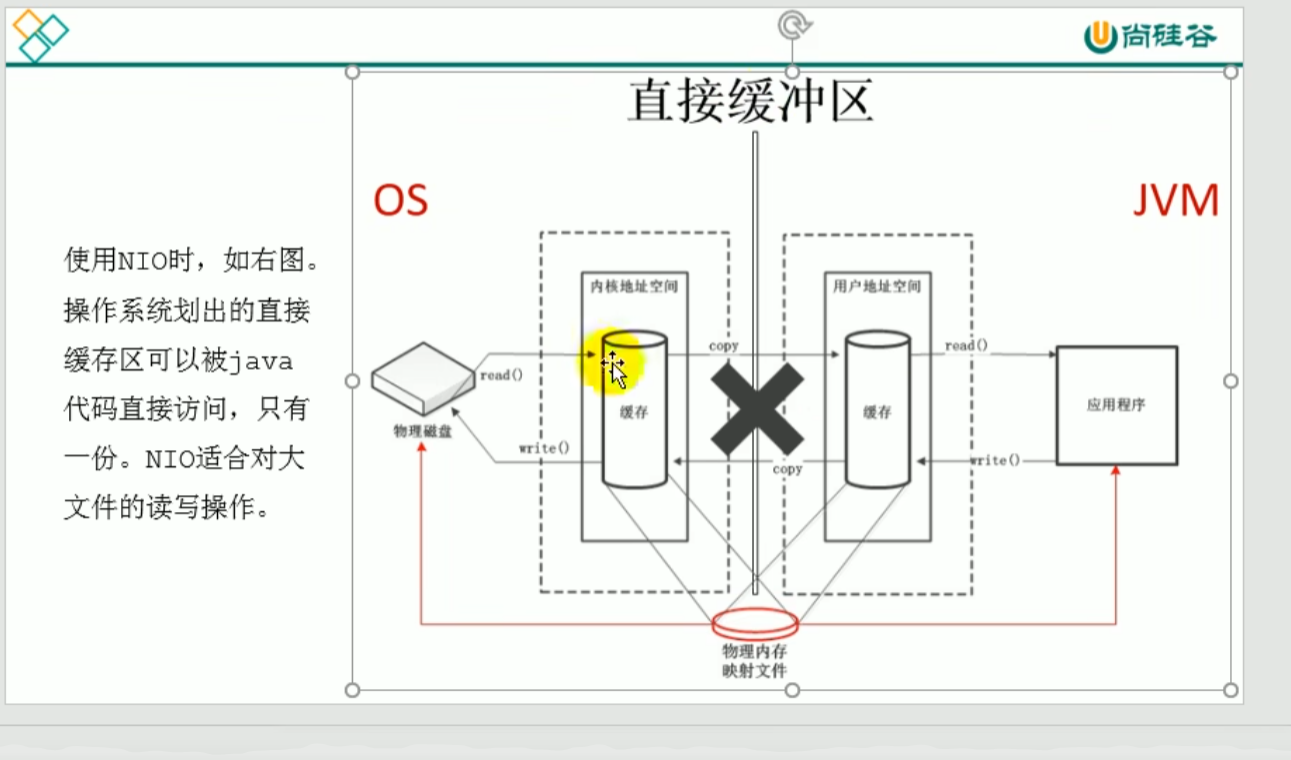 尚硅谷
直接缓冲区
OS
JVM
使用NIO时，如右图。
操作系统划出的直接
缓存区可以被java
代码直接访问，只有
一份。NIO适合对大
文件的读写操作。
内核地址空间
用户地址空间
copy
read()
read()
缓存
缓存
应用程序
物理磁盘
write()
copy
write()
物理内存
映射文件